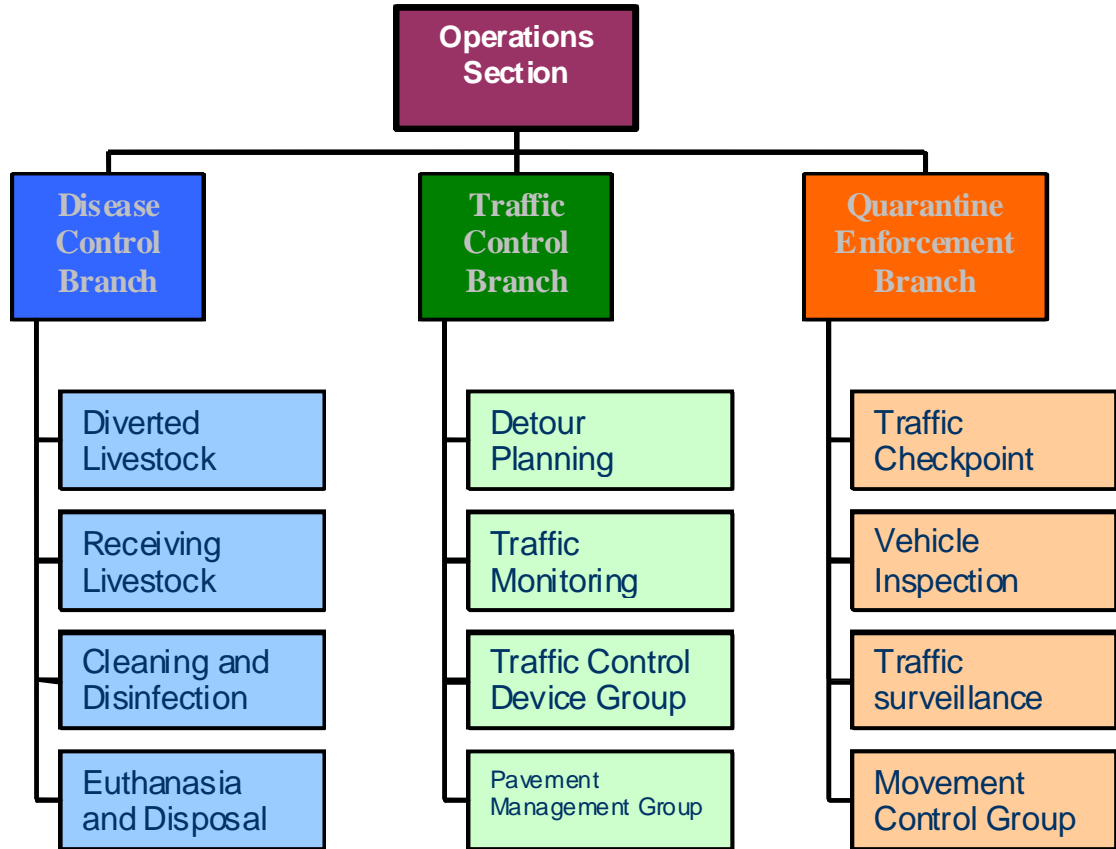 Operations
Section
Disease
Control
Branch
Traffic
Control
Branch
Quarantine
Enforcement
Branch
Diverted
Livestock
Receiving
Livestock
Cleaning and
Disinfection
Euthanasia
and Disposal
Detour
Planning
Traffic
Monitoring
Traffic Control
Device Group
Pavement
Management Group
Traffic
Checkpoint
Vehicle
Inspection
Traffic
surveillance
Movement
Control Group